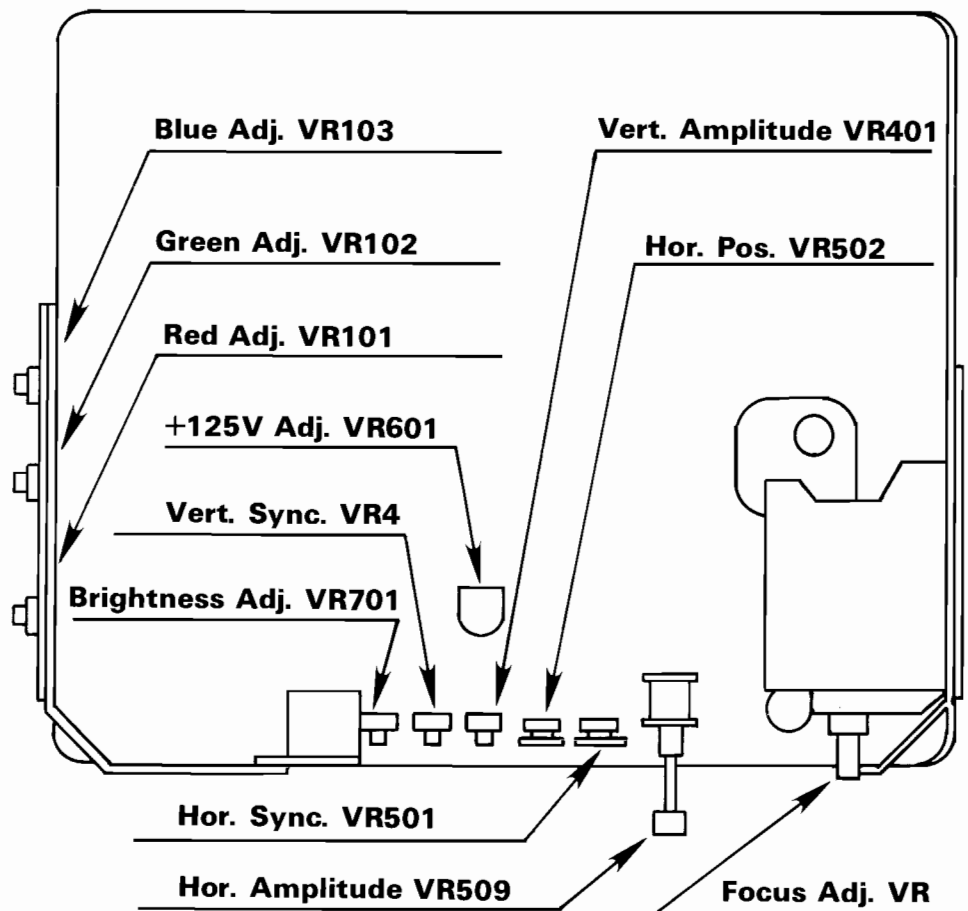 Blue Adj. VR103
Vert. Amplitude VR401
Green Adj. VR102
Hor. Pos. VR502
Red Adj. VR101
+125V Adj. VR601
Vert. Sync. VR4
Brightness Adj. VR701
Hor. Sync. VR501
Hor. Amplitude VR509
Focus Adj. VR